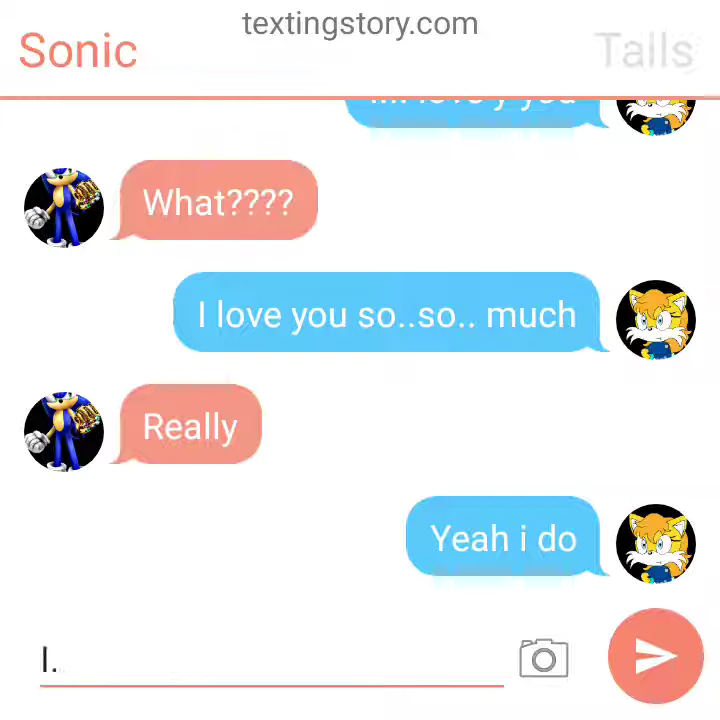 textingstory.com
Sonic
Tails
What????
I love you so..so.. much
Really
Yeah i do
I.